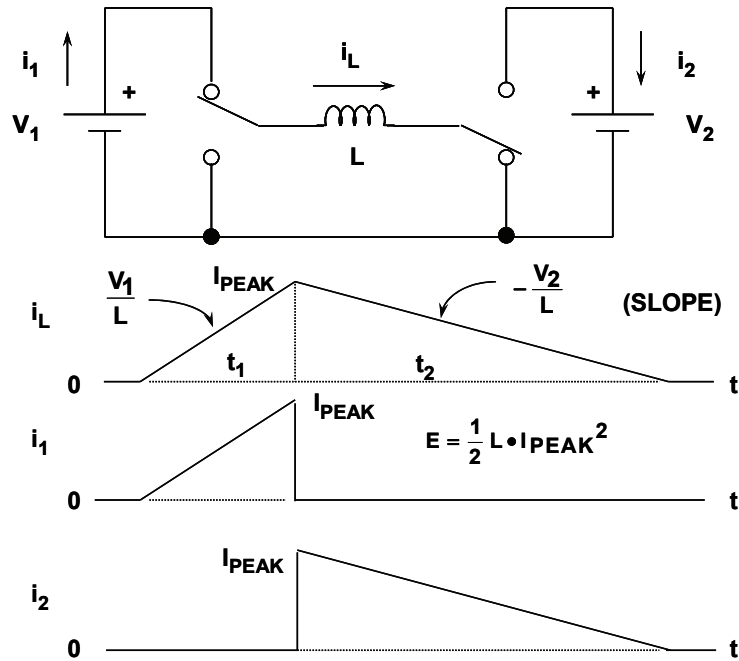 i1
iL
i2
+
+
V1
L
V2
V1
L
IPEAK
− V2
L
(SLOPE)
iL
t1
t2
0
t
IPEAK
i1
E = 1/2 L • IPEAK2
0
t
IPEAK
i2
0
t